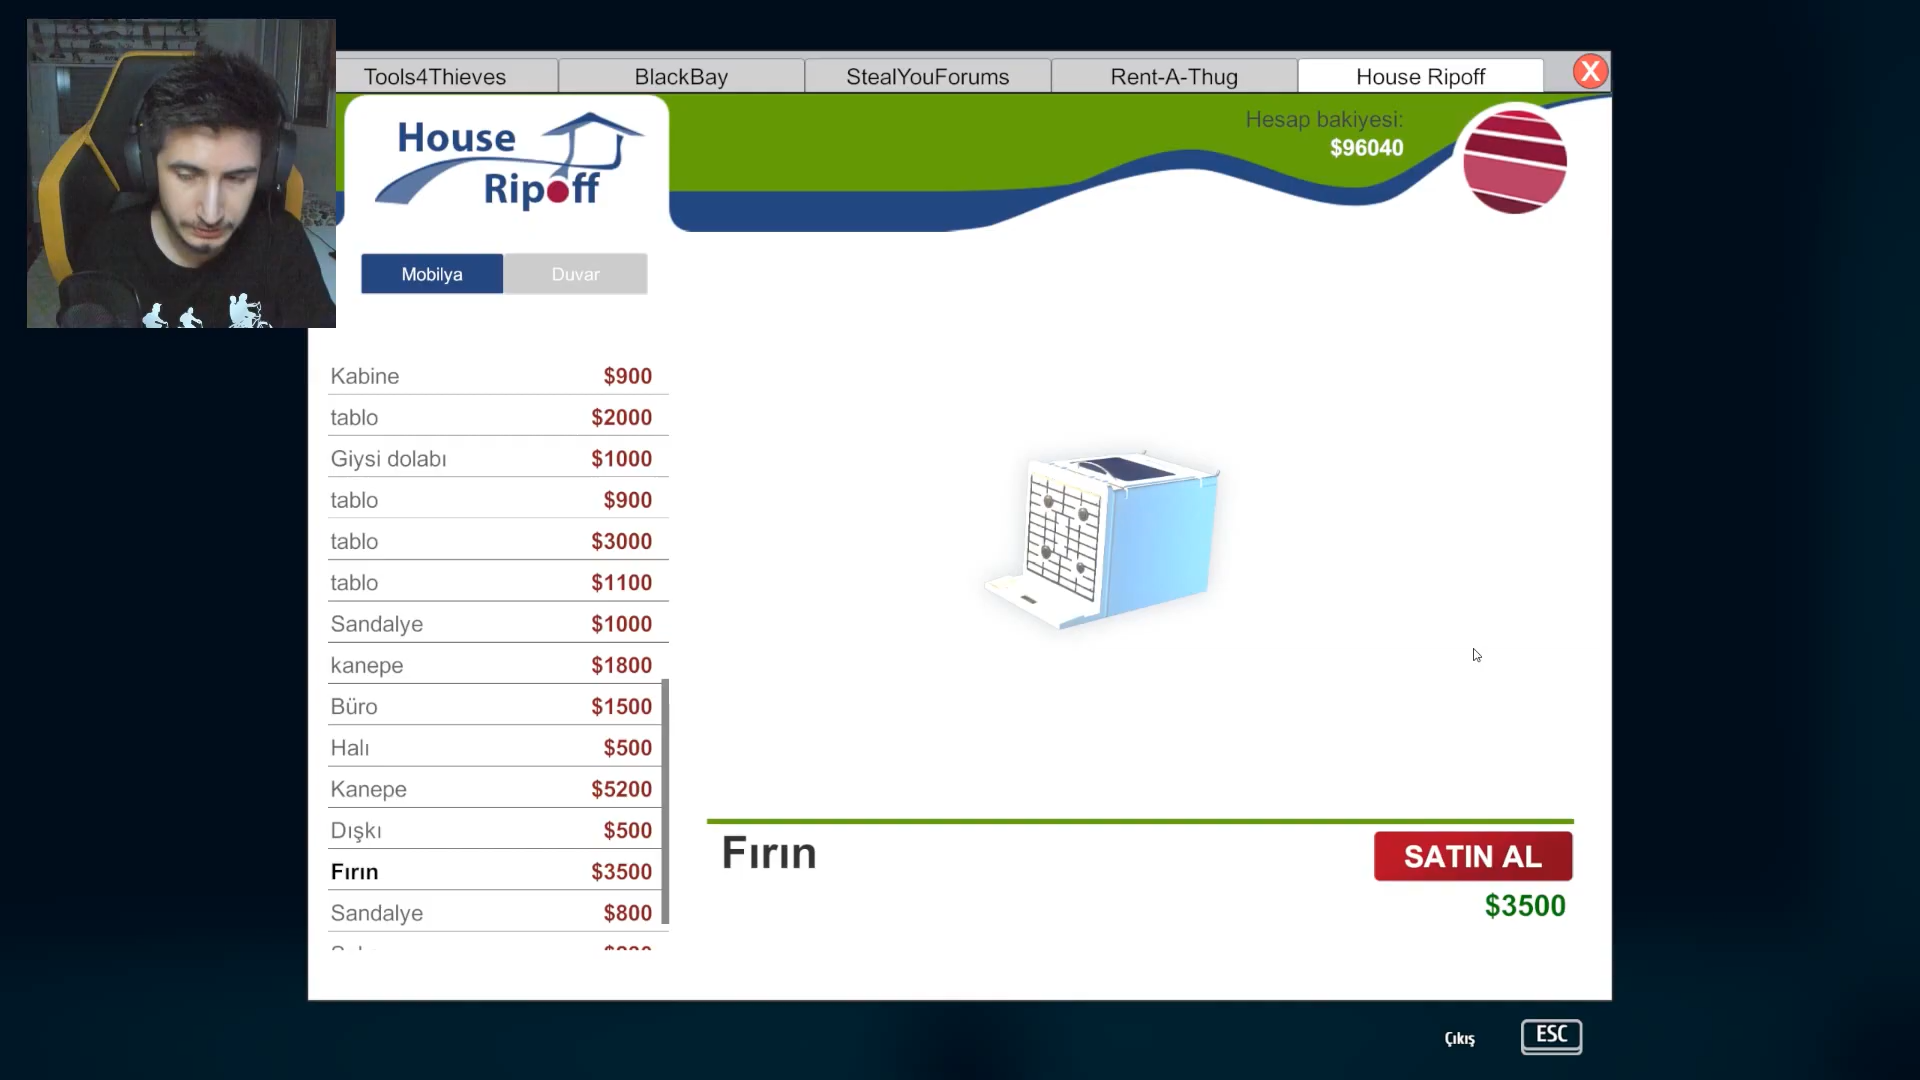 Tools4Thieves
BlackBay
StealYouForums
Rent-A-Thug
House Ripoff
X
House
Ripoff
Hesap bakiyesi:
$96040
Mobilya
Duvar
Kabine $900
tablo $2000
Giysi dolabı $1000
tablo $900
tablo $3000
tablo $1100
Sandalye $1000
kanepe $1800
Büro $1500
Halı $500
Kanepe $5200
Dışkı $500
Fırın $3500
Sandalye $800
Fırın
SATIN AL
$3500
Çıkış
ESC